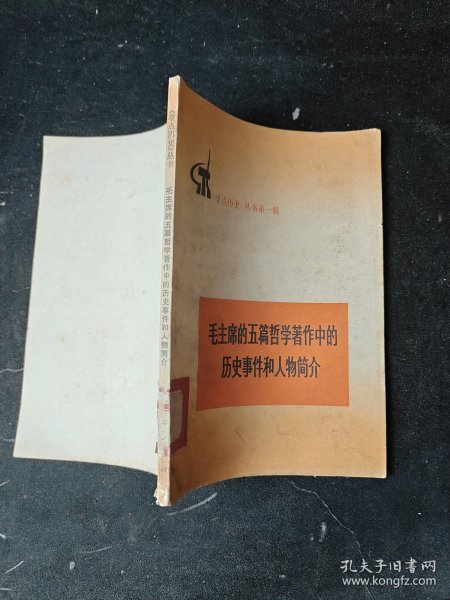 《学点历史》丛书第一辑
毛主席的五篇哲学著作中的
历史事件和人物简介
《学点历史》丛书
毛主席的五篇哲学著作中的历史事件和人物简介
孔夫子旧书网
www.kongfz.com